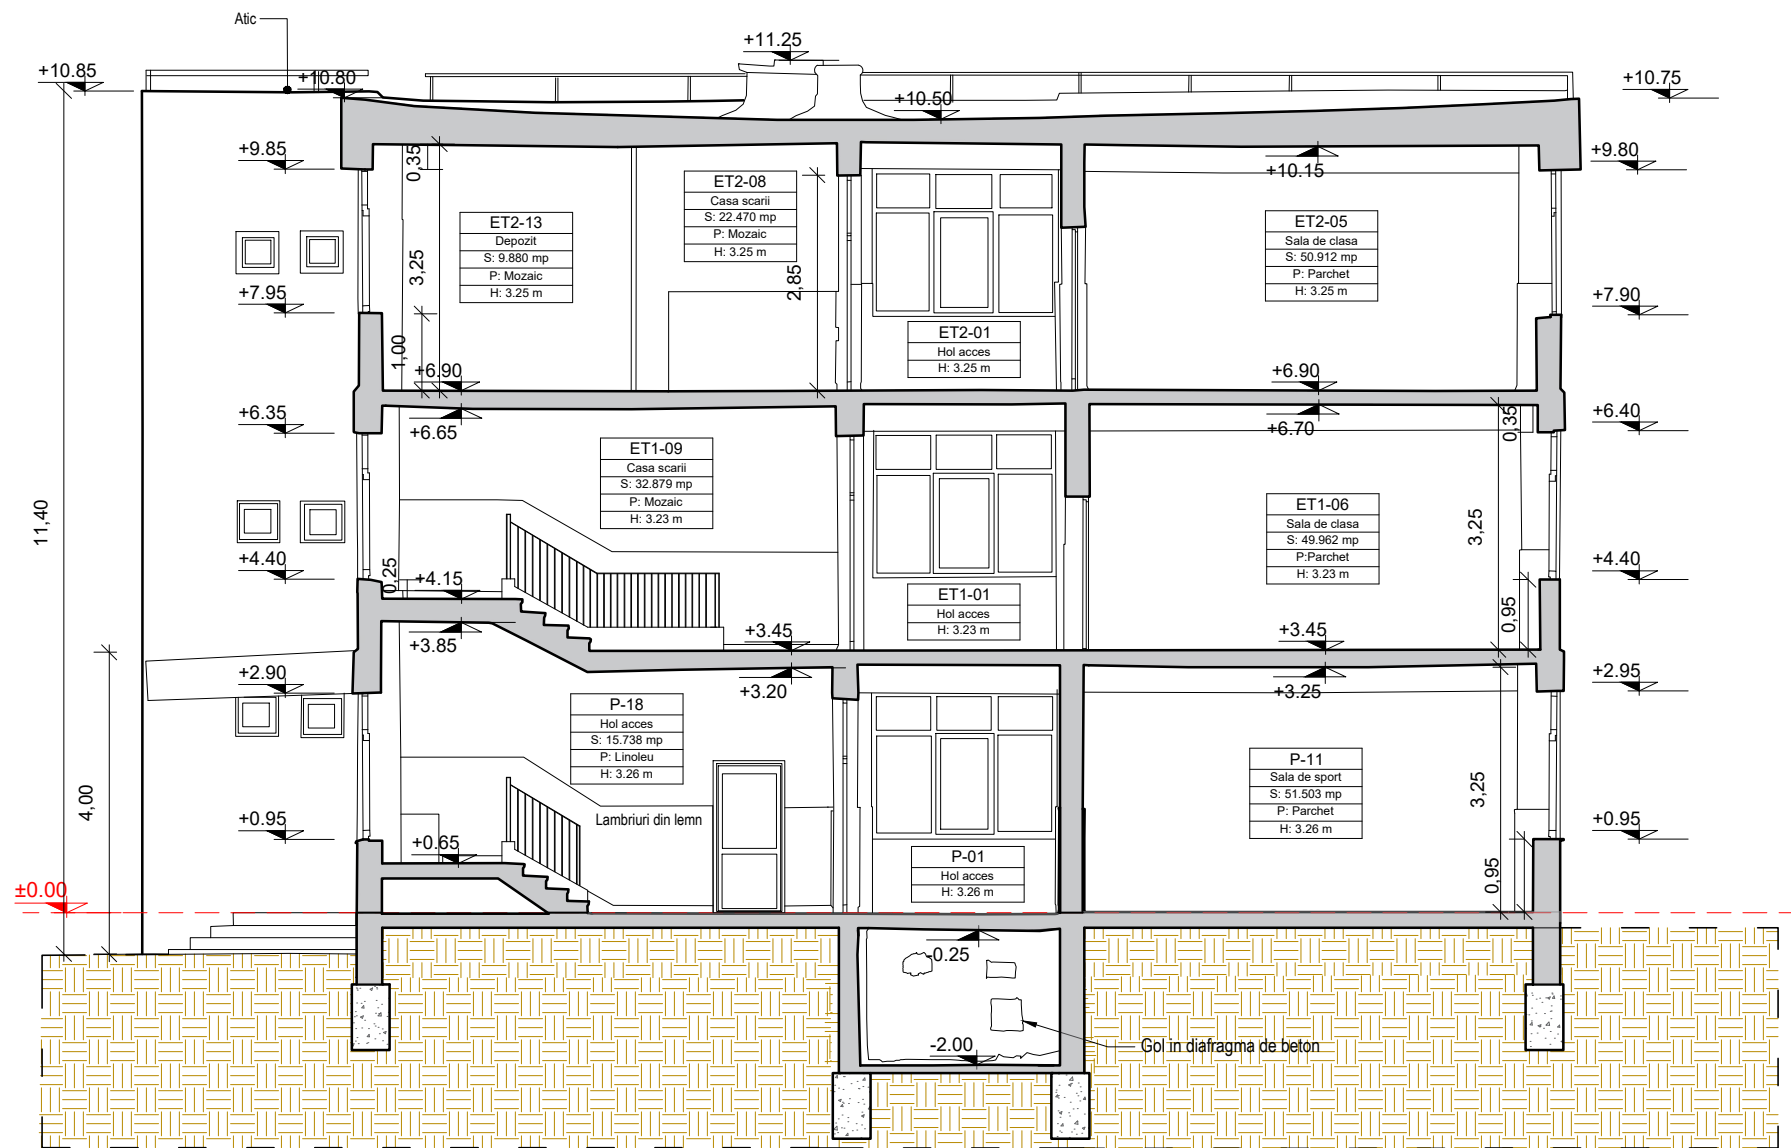 Atic
+11.25
+10.85
+10.80
+10.75
+10.50
+9.85
0,35
+10.15
+9.80
ET2-08
Casa scarii
S: 22.470 mp
P: Mozaic
H: 3.25 m
ET2-13
Depozit
S: 9.880 mp
P: Mozaic
H: 3.25 m
ET2-05
Sala de clasa
S: 50.912 mp
P: Parchet
H: 3.25 m
3,25
2,85
+7.95
+7.90
ET2-01
Hol acces
H: 3.25 m
1,00
+6.90
+6.90
+6.35
+6.65
+6.70
0,35
+6.40
ET1-09
Casa scarii
S: 32.879 mp
P: Mozaic
H: 3.23 m
11,40
ET1-06
Sala de clasa
S: 49.962 mp
P:Parchet
H: 3.23 m
3,25
+4.40
0,25
+4.15
+4.40
ET1-01
Hol acces
H: 3.23 m
0,95
+3.85
+3.45
+3.45
+2.90
+3.20
+3.25
+2.95
P-18
Hol acces
S: 15.738 mp
P: Linoleu
H: 3.26 m
4,00
P-11
Sala de sport
S: 51.503 mp
P: Parchet
H: 3.26 m
3,25
+0.95
Lambriuri din lemn
+0.95
+0.65
P-01
Hol acces
H: 3.26 m
0,95
±0.00
-0.25
-2.00
Gol in diafragma de beton